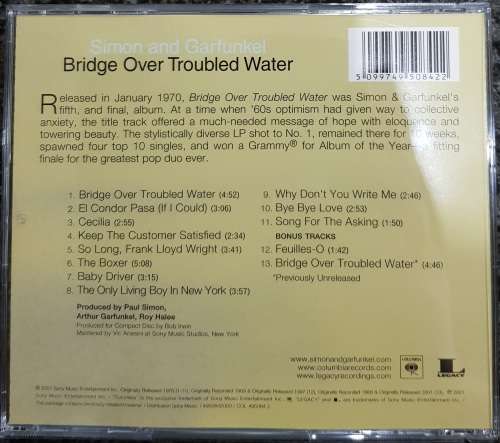 Simon and Garfunkel
Bridge Over Troubled Water
5 099749 508422
Released in January 1970, Bridge Over Troubled Water was Simon & Garfunkel's
fifth, and final, album. At a time when '60s optimism had given way to collective
anxiety, the title track offered a much-needed message of hope with eloquence and
towering beauty. The stylistically diverse LP shot to No. 1, remained there for 10 weeks,
spawned four top 10 singles, and won a Grammy® for Album of the Year—a fitting
finale for the greatest pop duo ever.
1. Bridge Over Troubled Water (4:52)
2. El Condor Pasa (If I Could) (3:06)
3. Cecilia (2:55)
4. Keep The Customer Satisfied (2:34)
5. So Long, Frank Lloyd Wright (3:41)
6. The Boxer (5:08)
7. Baby Driver (3:15)
8. The Only Living Boy In New York (3:57)
9. Why Don't You Write Me (2:46)
10. Bye Bye Love (2:53)
11. Song For The Asking (1:50)
BONUS TRACKS
12. Feuilles-O (1:42)
13. Bridge Over Troubled Water* (4:46)
*Previously Unreleased
Produced by Paul Simon,
Arthur Garfunkel, Roy Halee
Produced for Compact Disc by Bob Irwin
Mastered by Vic Anesini at Sony Music Studios, New York
www.simonandgarfunkel.com
www.columbiarecords.com
www.legacyrecordings.com
COLUMBIA
LEGACY